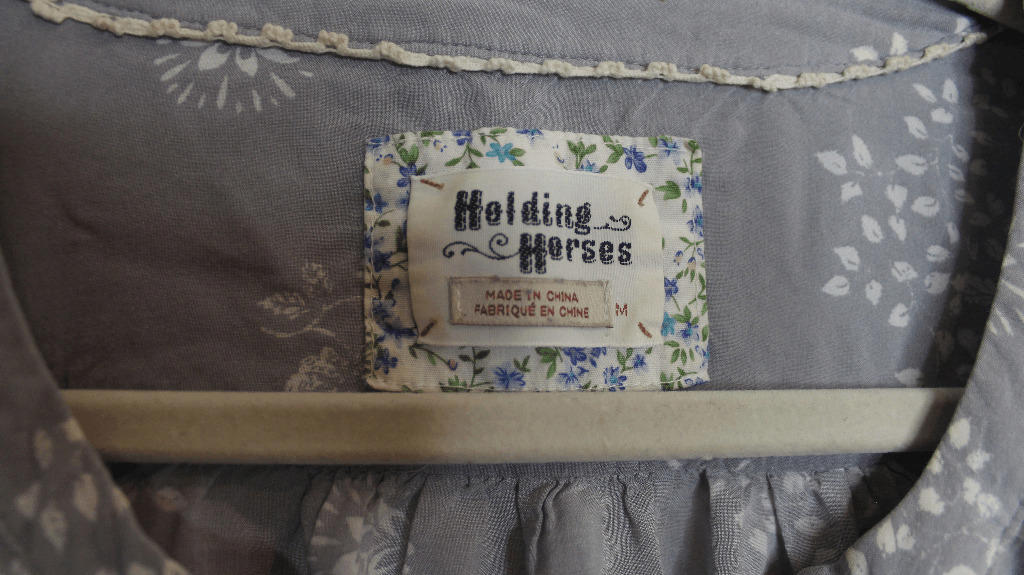 Holding
Horses
MADE IN CHINA
FABRIQUÉ EN CHINE
M